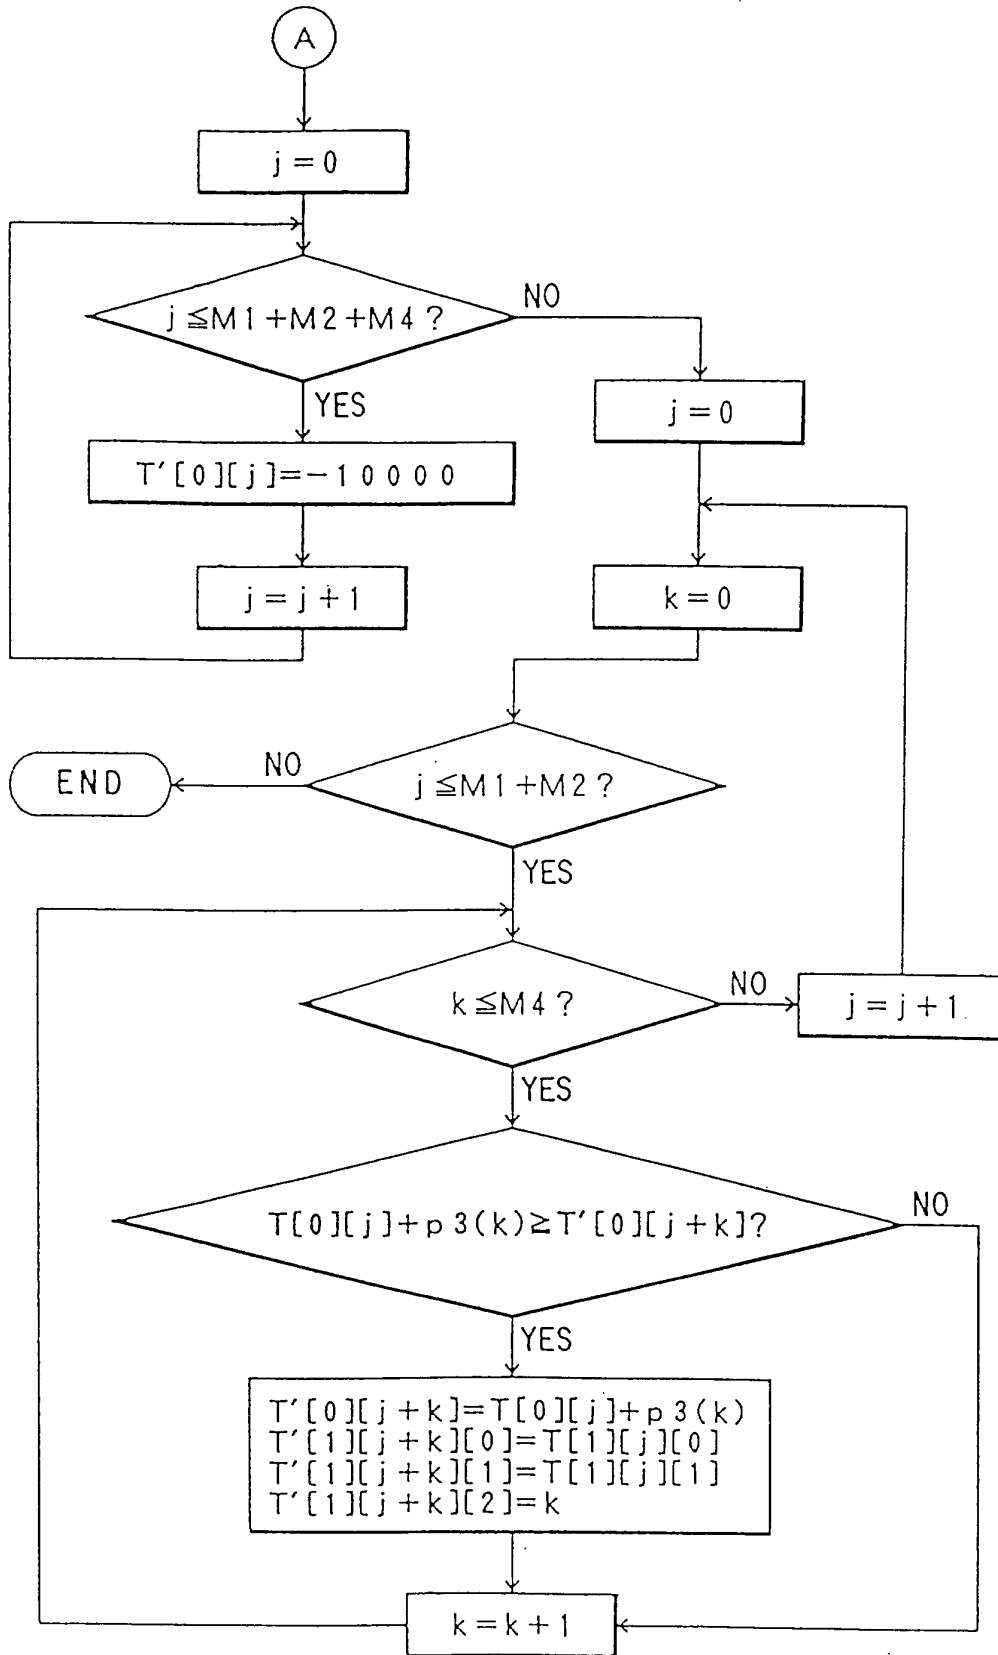 A
j=0
j≦M1+M2+M4?
NO
YES
j=0
T′[0][j]=-10000
j=j+1
k=0
END
NO
j≦M1+M2?
YES
k≦M4?
NO
j=j+1
YES
T[0][j]+p3(k)≧T′[0][j+k]?
NO
YES
T′[0][j+k]=T[0][j]+p3(k)
T′[1][j+k][0]=T[1][j][0]
T′[1][j+k][1]=T[1][j][1]
T′[1][j+k][2]=k
k=k+1